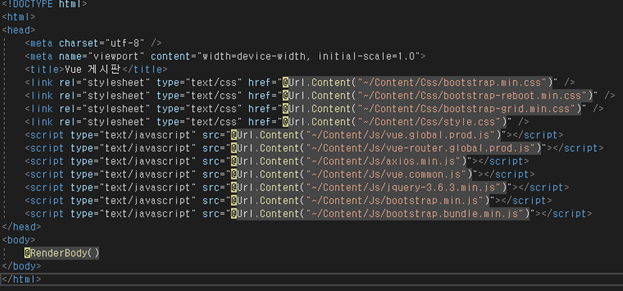 <!DOCTYPE html>
<html>
<head>
<meta charset="utf-8" />
<meta name="viewport" content="width=device-width, initial-scale=1.0">
<title>Vue 게시판</title>
<link rel="stylesheet" type="text/css" href="@Url.Content("~/Content/Css/bootstrap.min.css")" />
<link rel="stylesheet" type="text/css" href="@Url.Content("~/Content/Css/bootstrap-reboot.min.css")" />
<link rel="stylesheet" type="text/css" href="@Url.Content("~/Content/Css/bootstrap-grid.min.css")" />
<link rel="stylesheet" type="text/css" href="@Url.Content("~/Content/Css/style.css")" />
<script type="text/javascript" src="@Url.Content("~/Content/Js/vue.global.prod.js")"></script>
<script type="text/javascript" src="@Url.Content("~/Content/Js/vue-router.global.prod.js")"></script>
<script type="text/javascript" src="@Url.Content("~/Content/Js/axios.min.js")"></script>
<script type="text/javascript" src="@Url.Content("~/Content/Js/vue.common.js")"></script>
<script type="text/javascript" src="@Url.Content("~/Content/Js/jquery-3.6.3.min.js")"></script>
<script type="text/javascript" src="@Url.Content("~/Content/Js/bootstrap.min.js")"></script>
<script type="text/javascript" src="@Url.Content("~/Content/Js/bootstrap.bundle.min.js")"></script>
</head>
<body>
@RenderBody()
</body>
</html>